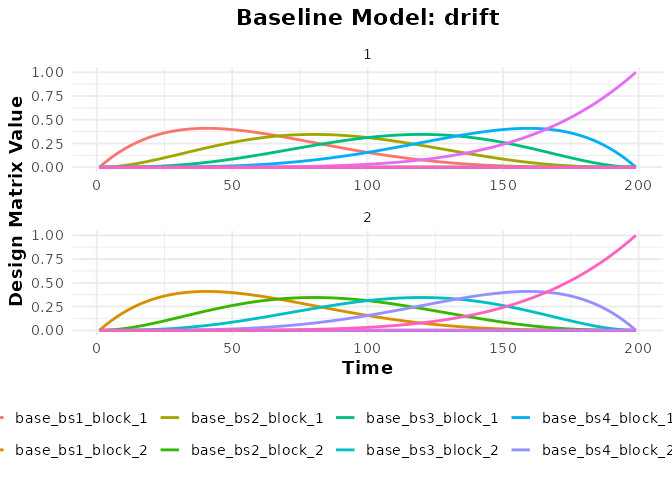 Baseline Model: drift
1
1.00
0.75
0.50
0.25
0.00
0 50 100 150 200
2
1.00
0.75
0.50
0.25
0.00
0 50 100 150 200
Design Matrix Value
Time
base_bs1_block_1 base_bs2_block_1 base_bs3_block_1 base_bs4_block_1
base_bs1_block_2 base_bs2_block_2 base_bs3_block_2 base_bs4_block_2